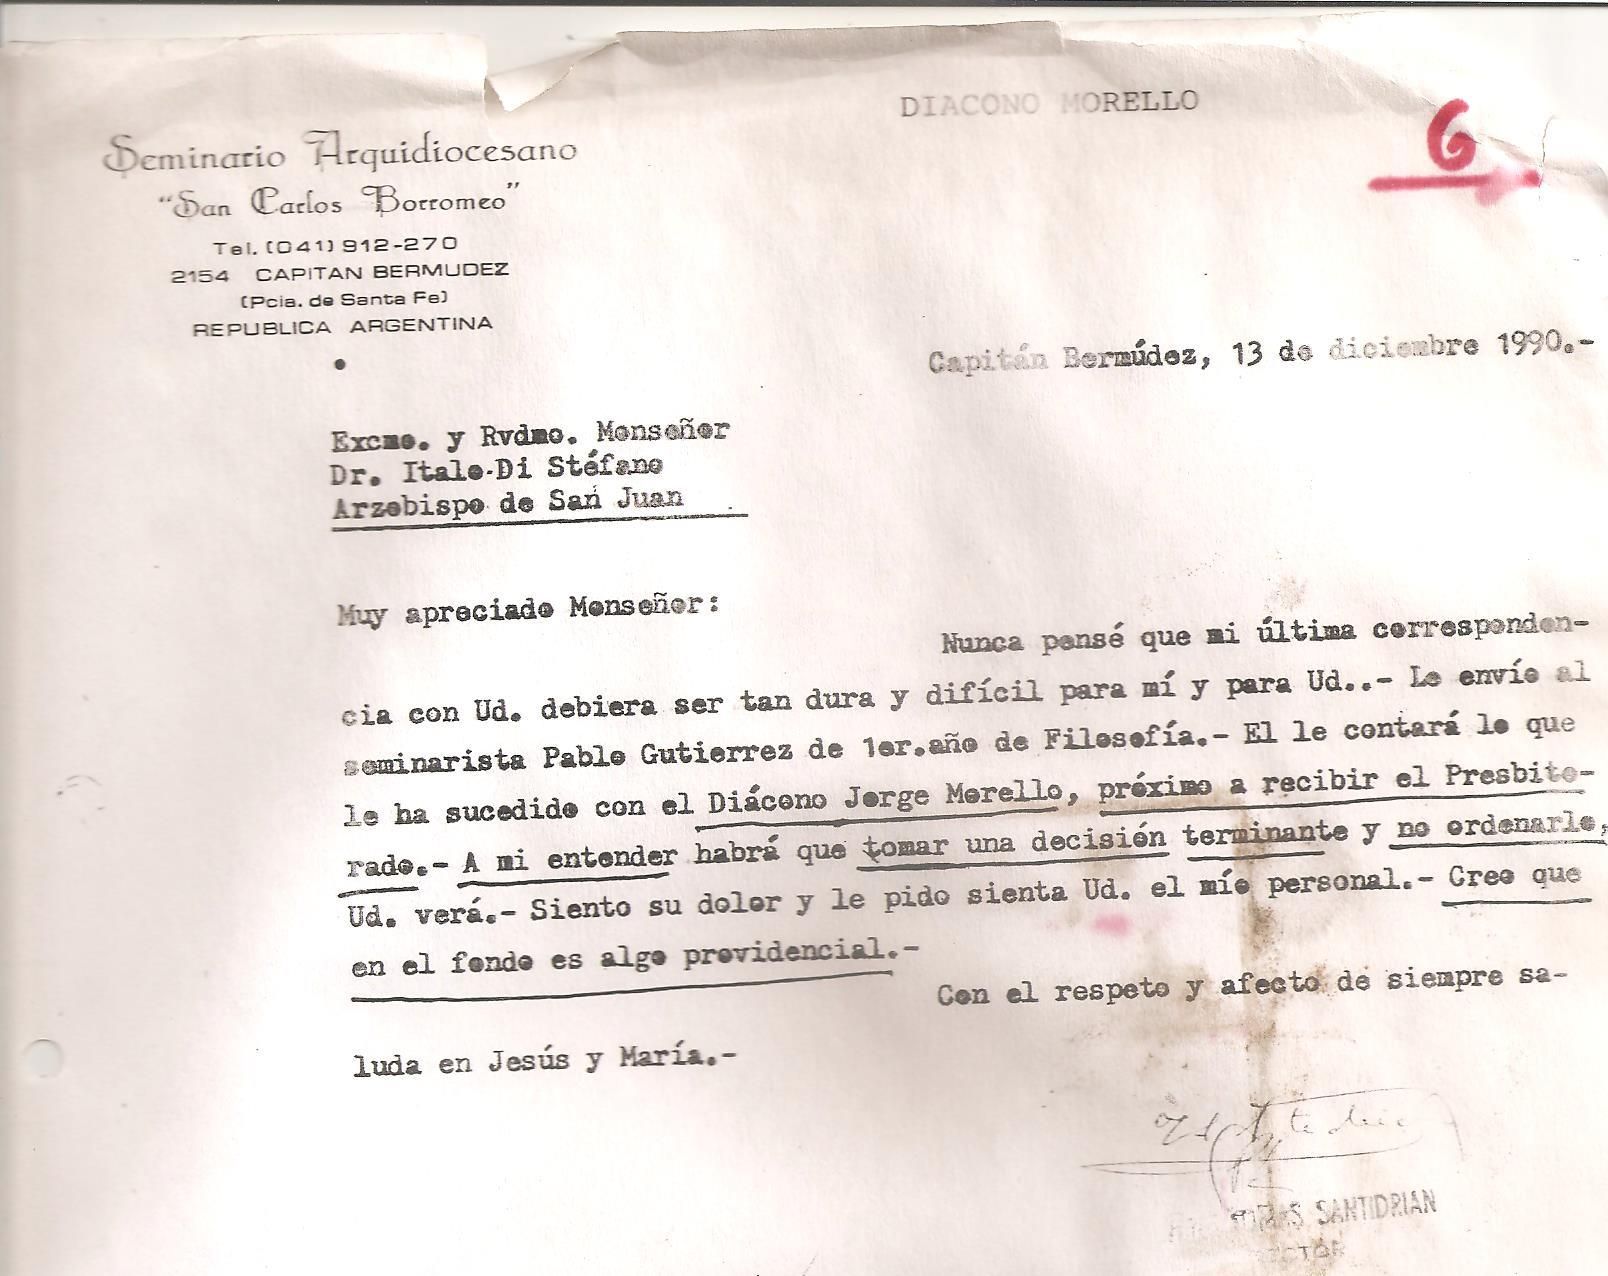 DIACONO MORELLO
6
Seminario Arquidiocesano
"San Carlos Borromeo"
Tel. (041) 912-270
2154 CAPITAN BERMUDEZ
(Pcia. de Santa Fe)
REPUBLICA ARGENTINA
Capitán Bermúdez, 13 de diciembre 1990.-
Excmo. y Rvdmo. Monseñor
Dr. Italo Di Stéfano
Arzobispo de San Juan
Muy apreciado Monseñor:
Nunca pensé que mi última corresponden-
cia con Ud. debiera ser tan dura y difícil para mí y para Ud..- Le envío al
seminarista Pablo Gutierrez de 1er.año de Filosofía.- El le contará lo que
le ha sucedido con el Diácono Jorge Morello, próximo a recibir el Presbite-
rado.- A mi entender habrá que tomar una decisión terminante y no ordenarlo,
Ud. verá.- Siento su dolor y le pido sienta Ud. el mío personal.- Creo que
en el fondo es algo providencial.-
Con el respeto y afecto de siempre sa-
luda en Jesús y María.-
SANTIDRIAN